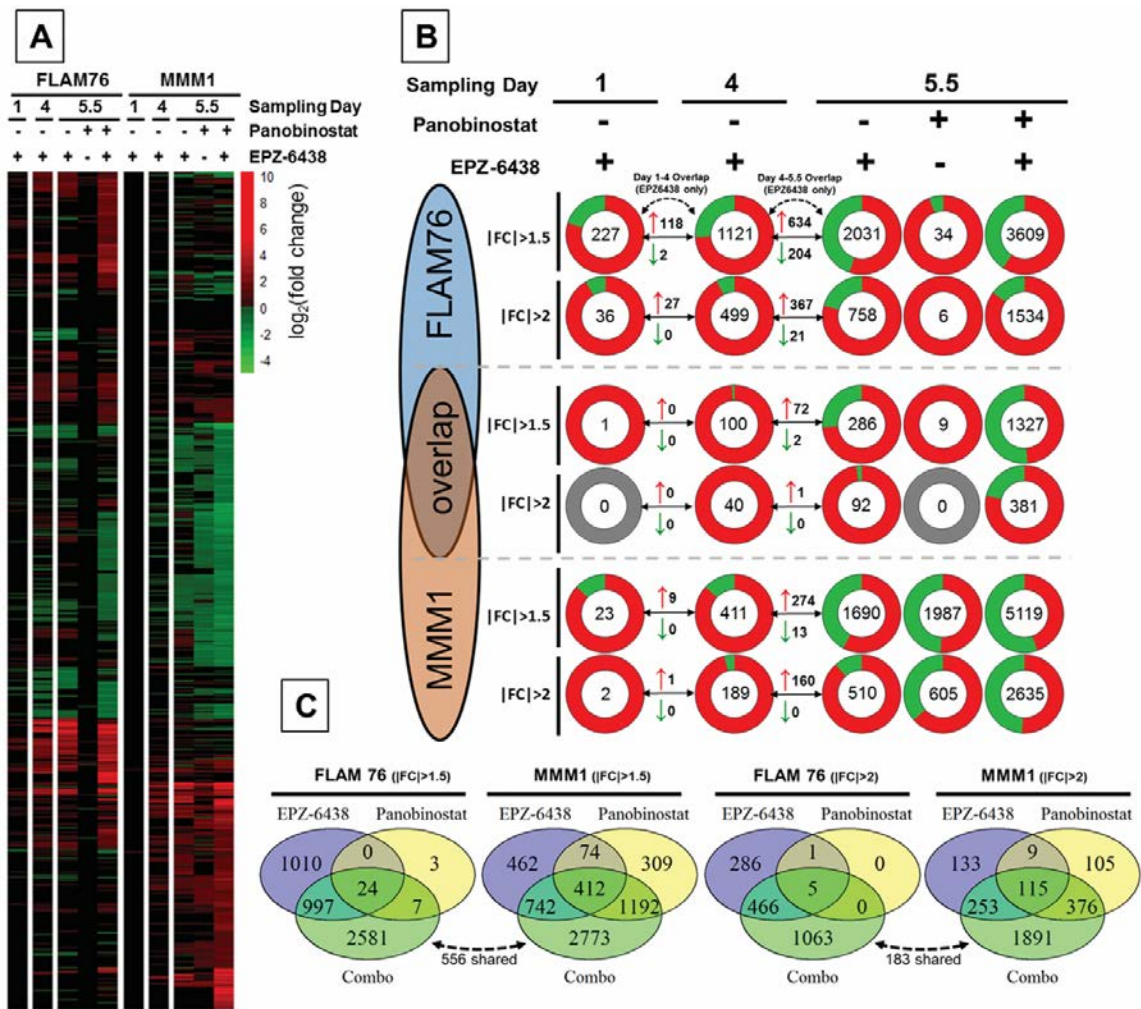 A
FLAM76 MMM1
1 4 5.5 1 4 5.5 Sampling Day
- - - + + - - - + + Panobinostat
+ + + - + + + + - + EPZ-6438
10
8
6
4
2
0
-2
-4
log2(fold change)
B
Sampling Day 1 4 5.5
Panobinostat - - - + +
EPZ-6438 + + + - +
Day 1-4 Overlap
(EPZ6438 only)
Day 4-5.5 Overlap
(EPZ6438 only)
FLAM76
overlap
MMM1
|FC|>1.5 227 ↑118 ↓2 1121 ↑634 ↓204 2031 34 3609
|FC|>2 36 ↑27 ↓0 499 ↑367 ↓21 758 6 1534
|FC|>1.5 1 ↑0 ↓0 100 ↑72 ↓2 286 9 1327
|FC|>2 0 ↑0 ↓0 40 ↑1 ↓0 92 0 381
|FC|>1.5 23 ↑9 ↓0 411 ↑274 ↓13 1690 1987 5119
|FC|>2 2 ↑1 ↓0 189 ↑160 ↓0 510 605 2635
C
FLAM 76 (|FC|>1.5)
EPZ-6438 Panobinostat
1010 0 3
24
997 7
2581
Combo
556 shared
MMM1 (|FC|>1.5)
EPZ-6438 Panobinostat
462 74 309
412
742 1192
2773
Combo
FLAM 76 (|FC|>2)
EPZ-6438 Panobinostat
286 1 0
5
466 0
1063
Combo
183 shared
MMM1 (|FC|>2)
EPZ-6438 Panobinostat
133 9 105
115
253 376
1891
Combo